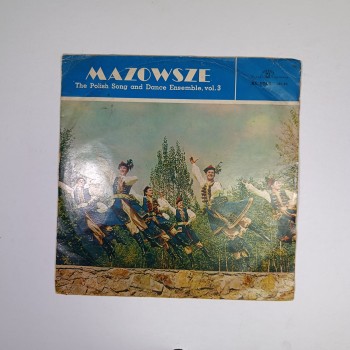 MAZOWSZE
The Polish Song and Dance Ensemble, vol. 3